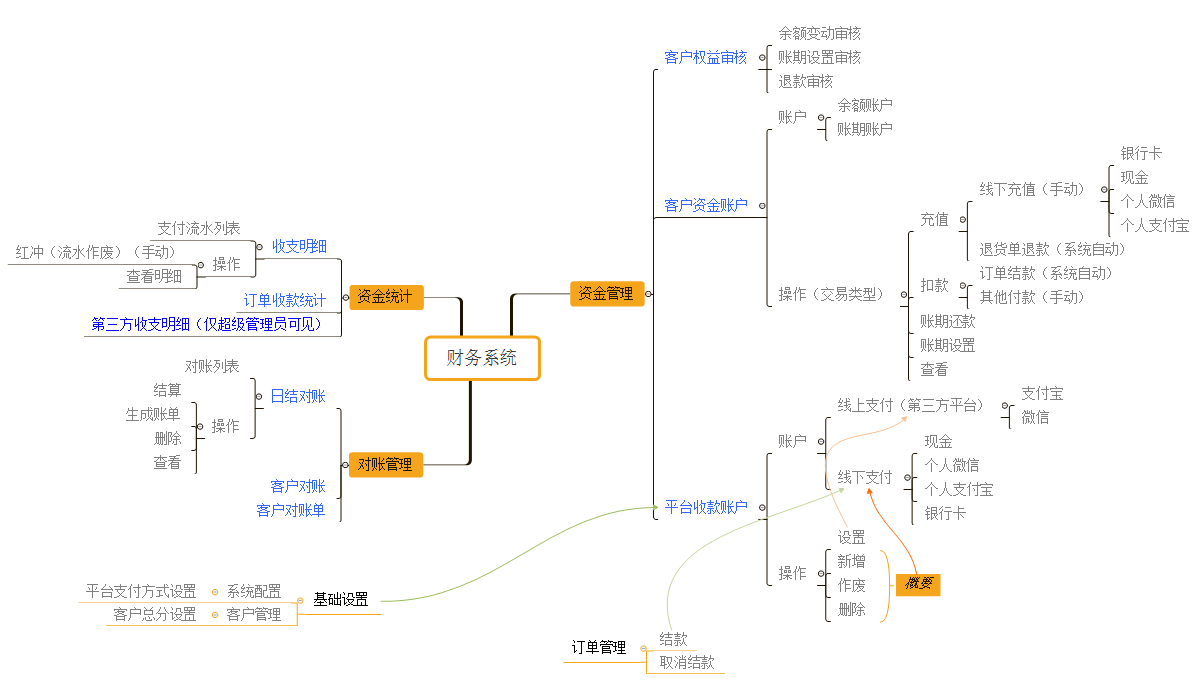 财务系统
资金管理
客户权益审核
余额变动审核
账期设置审核
退款审核
客户资金账户
账户
余额账户
账期账户
操作（交易类型）
充值
线下充值（手动）
银行卡
现金
个人微信
个人支付宝
退货单退款（系统自动）
扣款
订单结款（系统自动）
其他付款（手动）
账期还款
账期设置
查看
平台收款账户
账户
线上支付（第三方平台）
支付宝
微信
线下支付
现金
个人微信
个人支付宝
银行卡
操作
设置
新增
作废
删除
概要
资金统计
收支明细
支付流水列表
操作
红冲（流水作废）（手动）
查看明细
订单收款统计
第三方收支明细（仅超级管理员可见）
对账管理
日结对账
对账列表
操作
结算
生成账单
删除
查看
客户对账
客户对账单
基础设置
系统配置
平台支付方式设置
客户管理
客户总分设置
订单管理
结款
取消结款